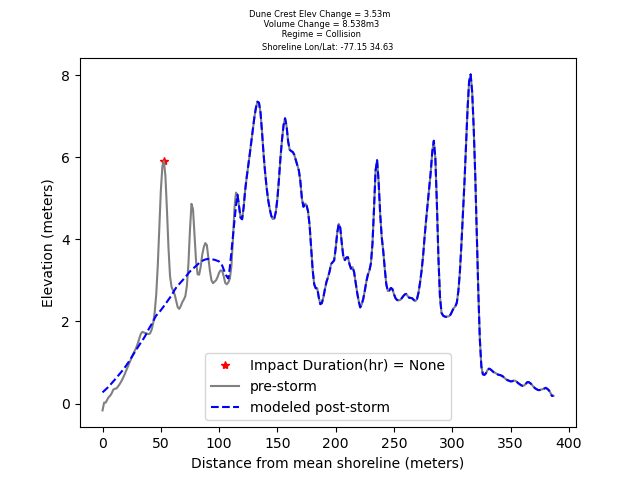 Dune Crest Elev Change = 3.53m
Volume Change = 8.538m3
Regime = Collision
Shoreline Lon/Lat: -77.15 34.63
8
6
4
2
0
Elevation (meters)
Impact Duration(hr) = None
pre-storm
modeled post-storm
0 50 100 150 200 250 300 350 400
Distance from mean shoreline (meters)